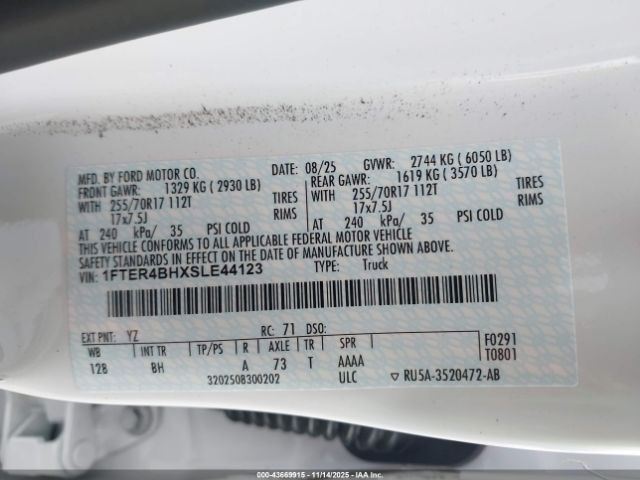 MFD. BY FORD MOTOR CO. DATE: 08/25 GVWR: 2744 KG ( 6050 LB)
FRONT GAWR: 1329 KG ( 2930 LB) REAR GAWR: 1619 KG ( 3570 LB)
WITH 255/70R17 112T TIRES WITH 255/70R17 112T TIRES
17x7.5J RIMS 17x7.5J RIMS
AT 240 kPa/ 35 PSI COLD AT 240 kPa/ 35 PSI COLD
THIS VEHICLE CONFORMS TO ALL APPLICABLE FEDERAL MOTOR VEHICLE
SAFETY STANDARDS IN EFFECT ON THE DATE OF MANUFACTURE SHOWN ABOVE.
VIN: 1FTER4BHXSLE44123 TYPE: Truck
EXT PNT: YZ RC: 71 DSO: F0291
WB INT TR TP/PS R AXLE TR SPR T0801
128 BH A 73 T AAAA
3202508300202 ULC ▽ RU5A-3520472-AB
000-43669915 - 11/14/2025 - IAA Inc.